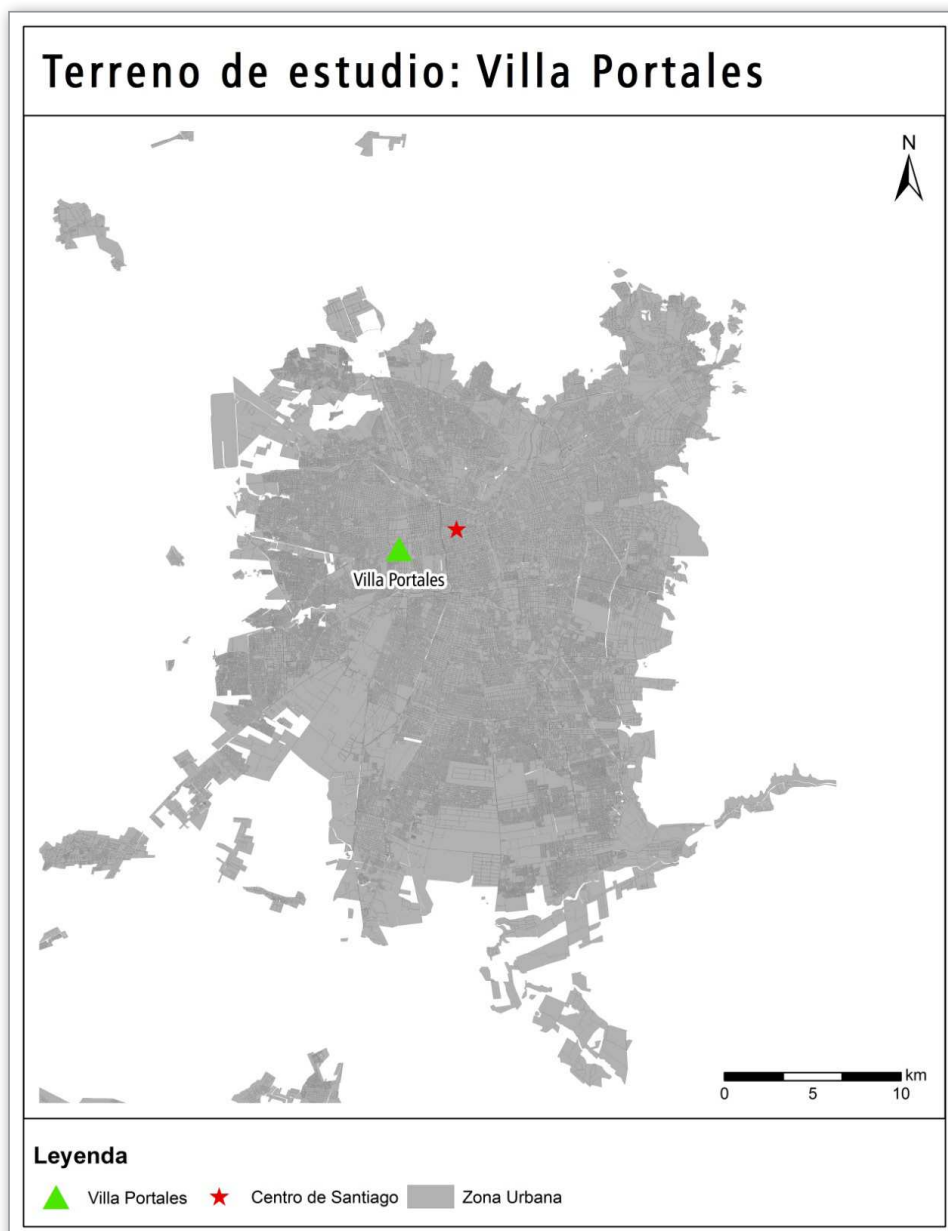 Terreno de estudio: Villa Portales
N
Villa Portales
km
0 5 10
Leyenda
Villa Portales Centro de Santiago Zona Urbana